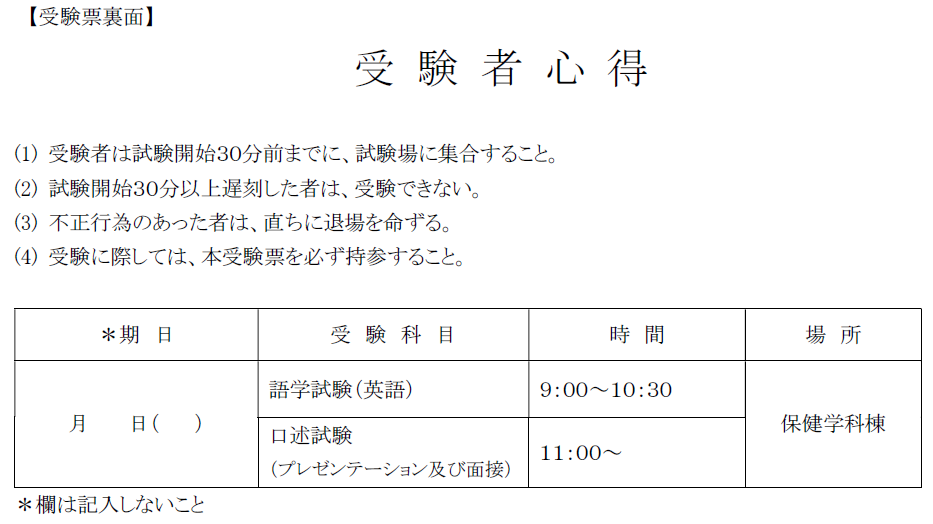 【受験票裏面】
受 験 者 心 得
(1) 受験者は試験開始30分前までに、試験場に集合すること。
(2) 試験開始30分以上遅刻した者は、受験できない。
(3) 不正行為のあった者は、直ちに退場を命ずる。
(4) 受験に際しては、本受験票を必ず持参すること。
＊期 日 受 験 科 目 時 間 場 所
月 日( ) 語学試験(英語) 9:00～10:30 保健学科棟
口述試験
(プレゼンテーション及び面接) 11:00～
＊欄は記入しないこと